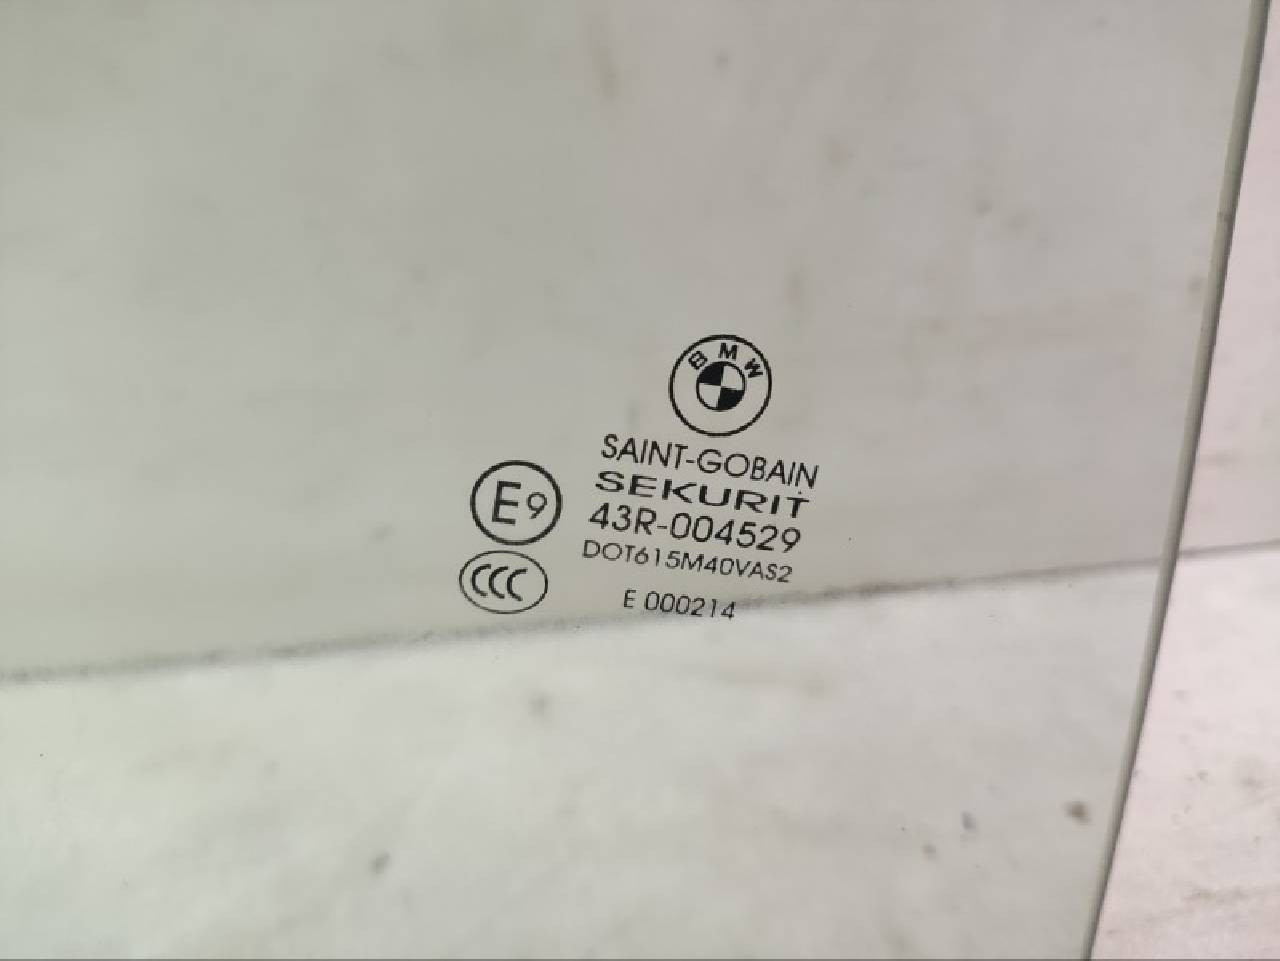 BMW
SAINT-GOBAIN
SEKURIT
E9
43R-004529
DOT615M40VAS2
CCC
E 000214